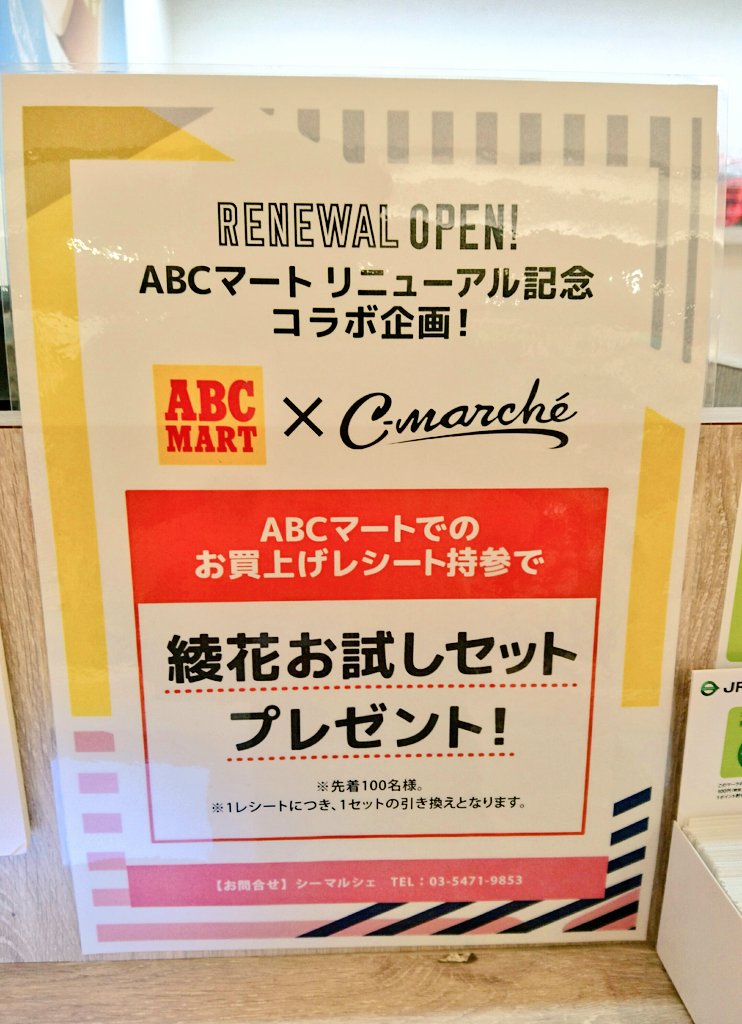 RENEWAL OPEN!
ABCマート リニューアル記念
コラボ企画！
ABC
MART
×
C-marché
ABCマートでの
お買上げレシート持参で
綾花お試しセット
プレゼント！
※先着100名様。
※1レシートにつき、1セットの引き換えとなります。
【お問合せ】シーマルシェ TEL：03-5471-9853